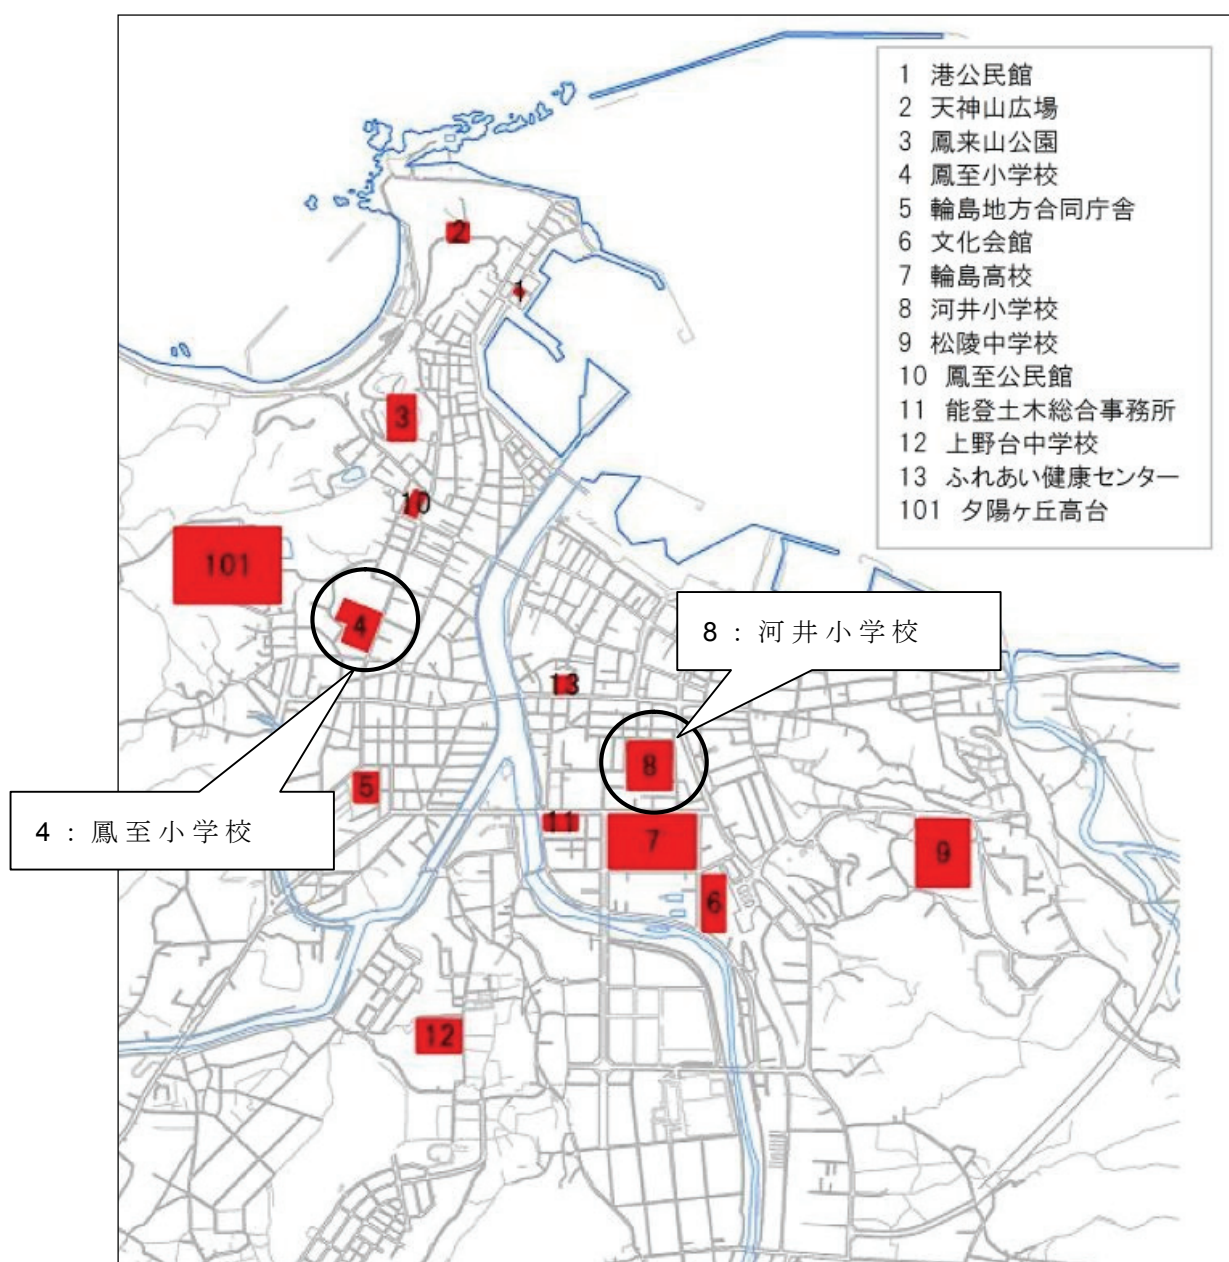 1 港公民館
2 天神山広場
3 鳳来山公園
4 鳳至小学校
5 輪島地方合同庁舎
6 文化会館
7 輪島高校
8 河井小学校
9 松陵中学校
10 鳳至公民館
11 能登土木総合事務所
12 上野台中学校
13 ふれあい健康センター
101 夕陽ヶ丘高台
2
1
3
10
101
4
8 : 河井小学校
13
8
5
4 : 鳳至小学校
11
7
9
6
12